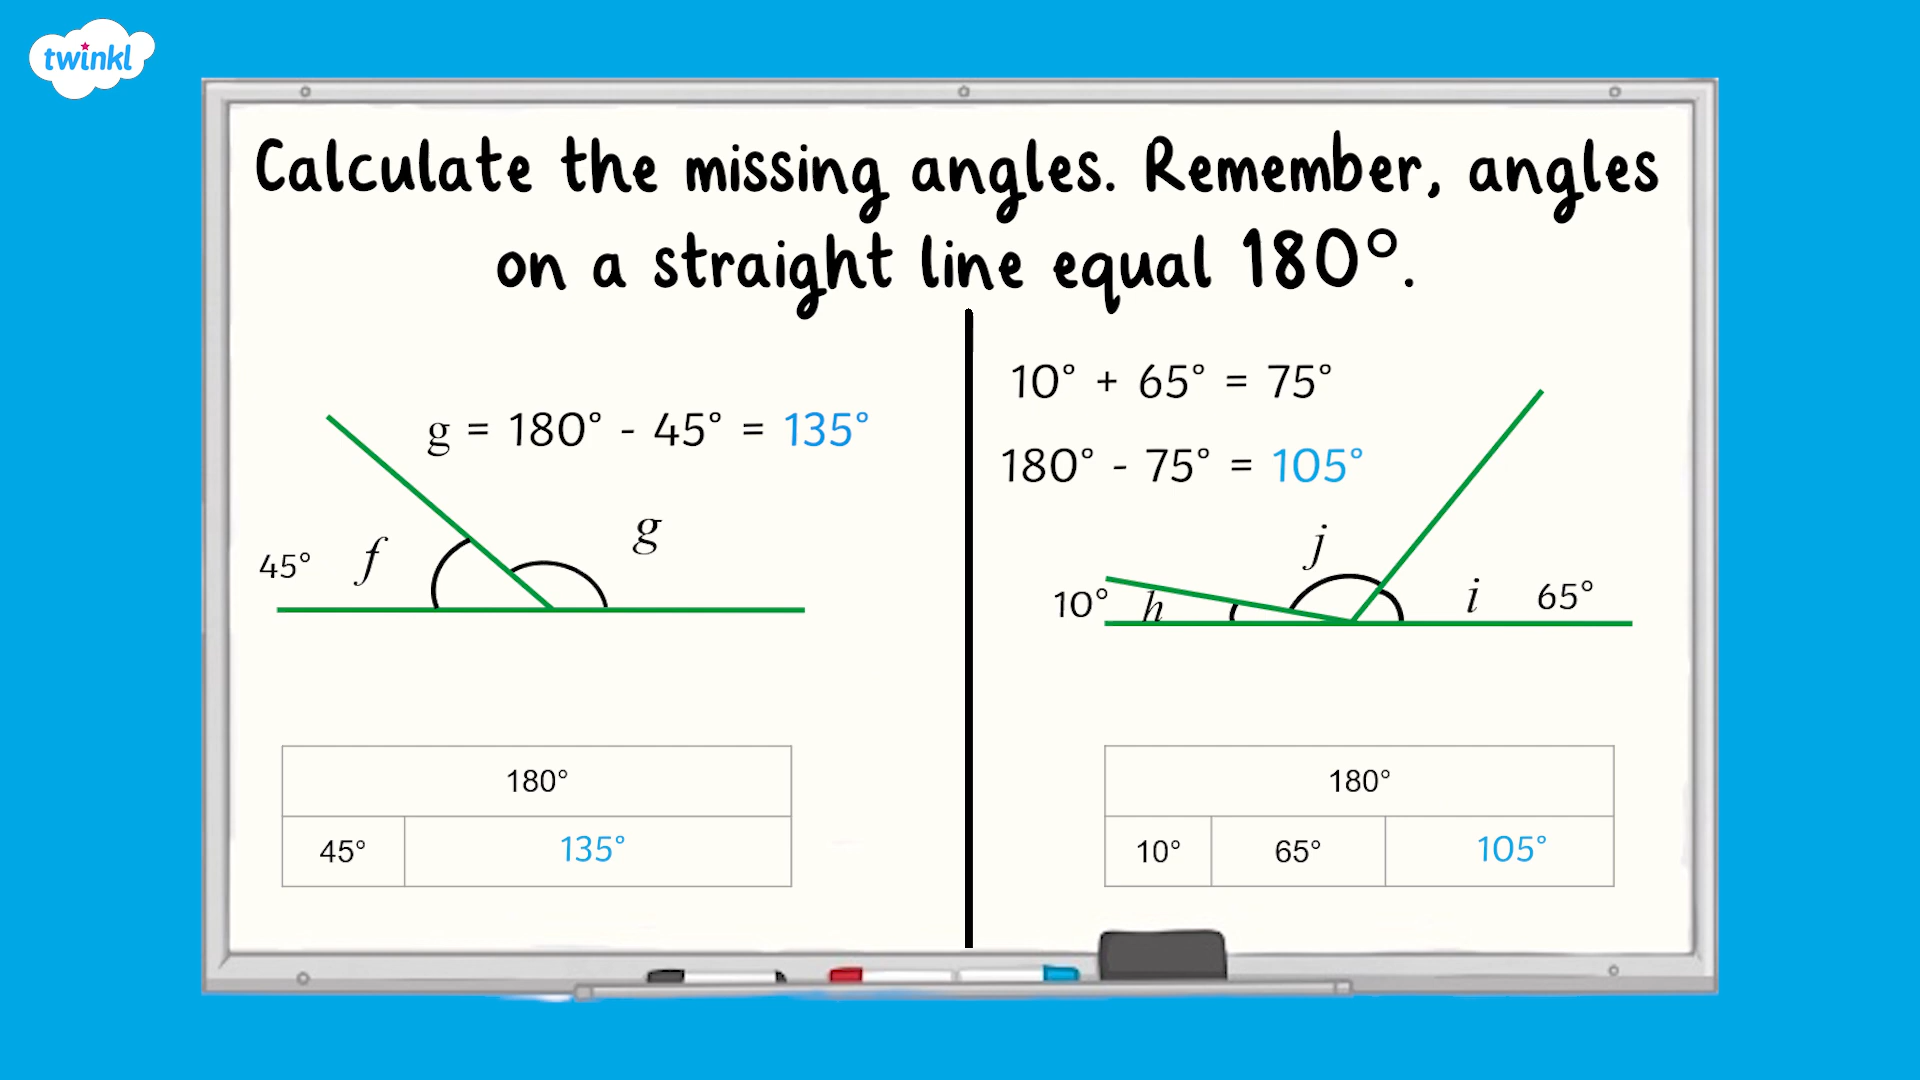 twinkl
Calculate the missing angles. Remember, angles
on a straight line equal 180°.
g = 180° - 45° = 135°
45° f g
180°
45° 135°
10° + 65° = 75°
180° - 75° = 105°
j
10° h i 65°
180°
10° 65° 105°